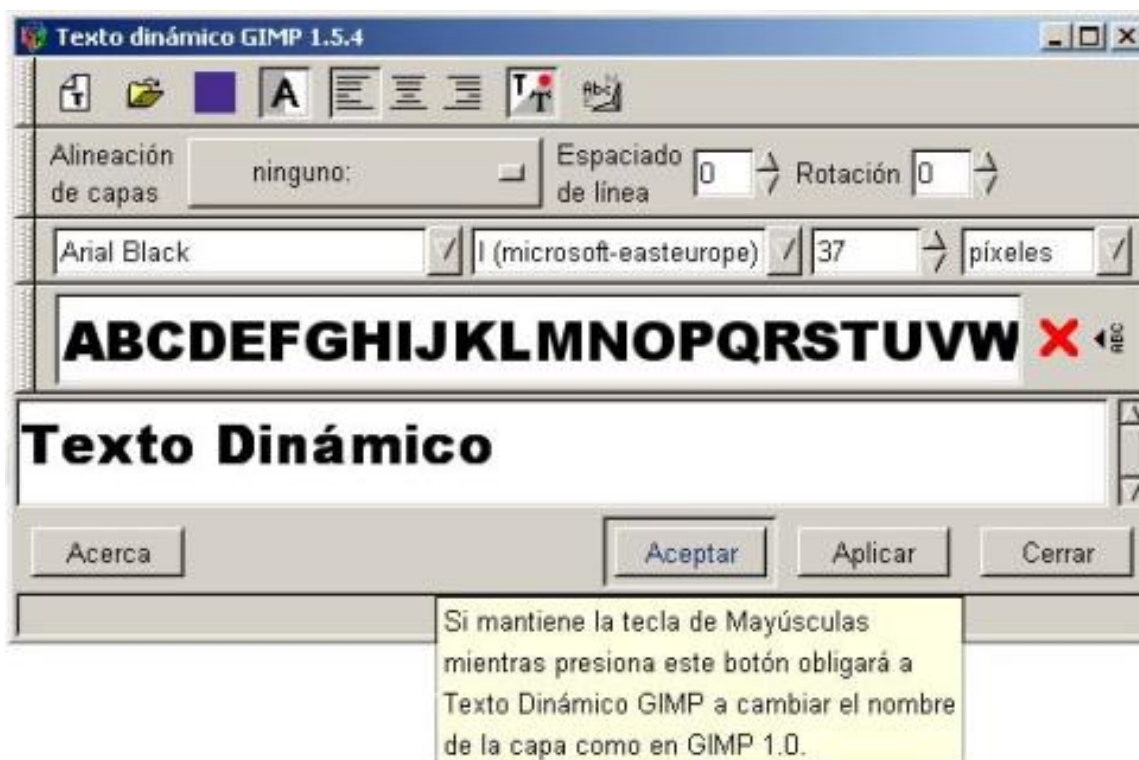 Texto dinámico GIMP 1.5.4
Alineación de capas ninguno: Espaciado de línea 0 Rotación 0
Arial Black l (microsoft-easteurope) 37 píxeles
ABCDEFGHIJKLMNOPQRSTUVW
Texto Dinámico
Acerca Aceptar Aplicar Cerrar
Si mantiene la tecla de Mayúsculas
mientras presiona este botón obligará a
Texto Dinámico GIMP a cambiar el nombre
de la capa como en GIMP 1.0.